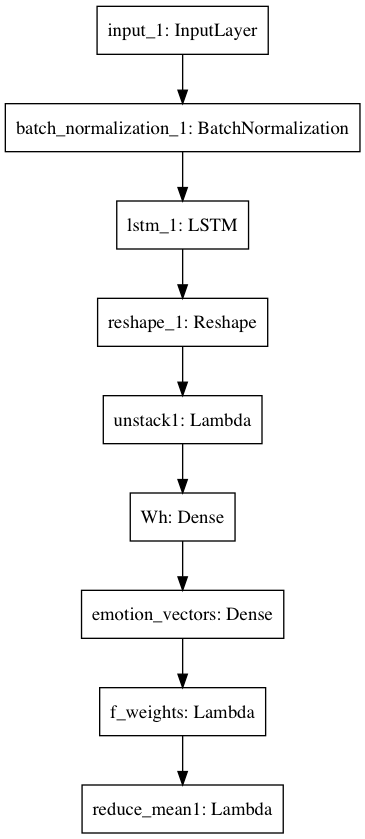 input_1: InputLayer
batch_normalization_1: BatchNormalization
lstm_1: LSTM
reshape_1: Reshape
unstack1: Lambda
Wh: Dense
emotion_vectors: Dense
f_weights: Lambda
reduce_mean1: Lambda